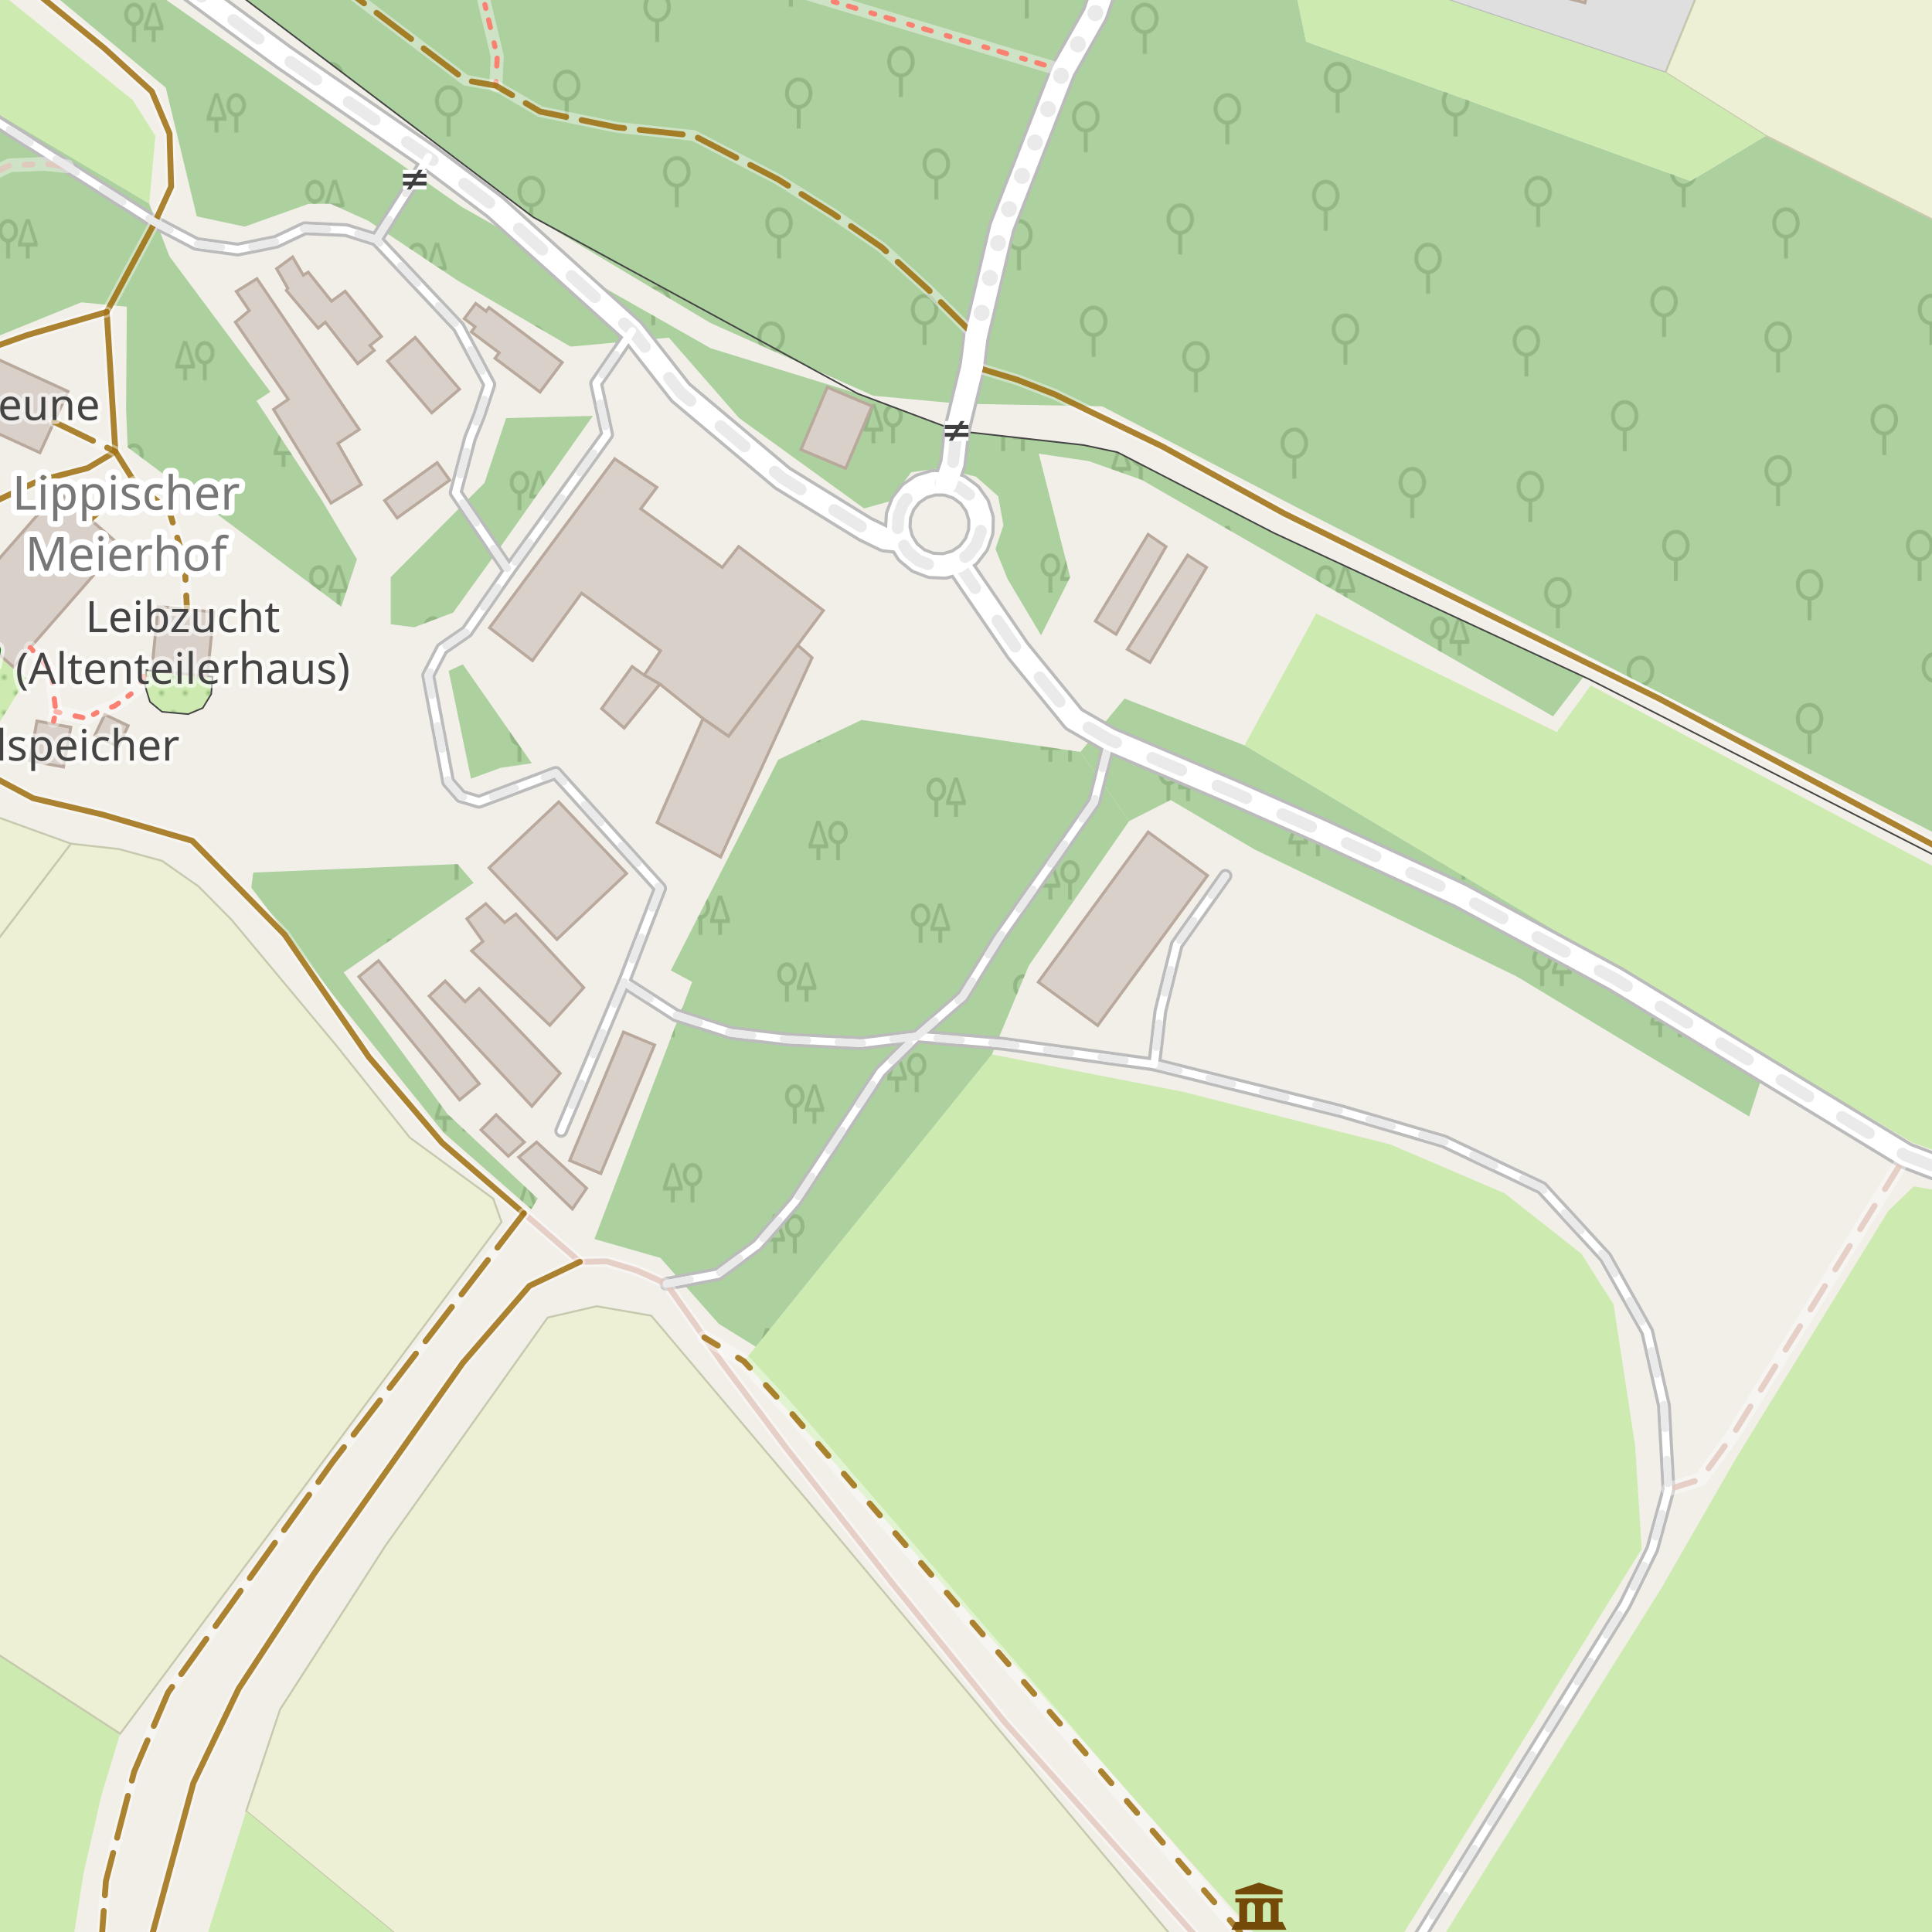 eune
Lippischer
Meierhof
Leibzucht
(Altenteilerhaus)
lspeicher